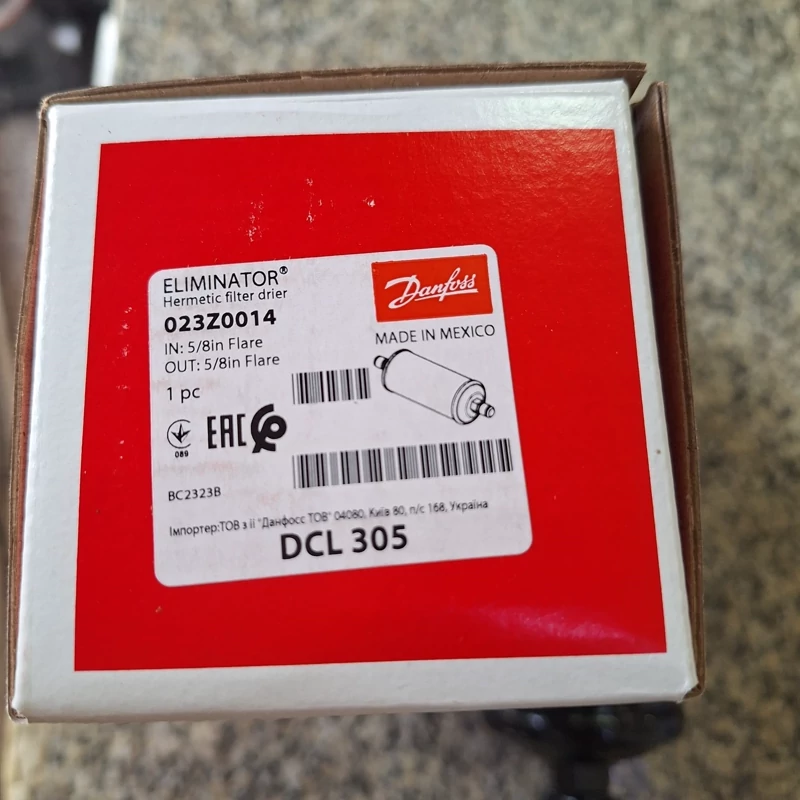 ELIMINATOR®
Hermetic filter drier
023Z0014
IN: 5/8in Flare
OUT: 5/8in Flare
1 pc
Danfoss
MADE IN MEXICO
089
EAC
BC2323B
Імпортер:ТОВ з іі "Данфосс ТОВ" 04080, Київ 80, п/с 168, Україна
DCL 305